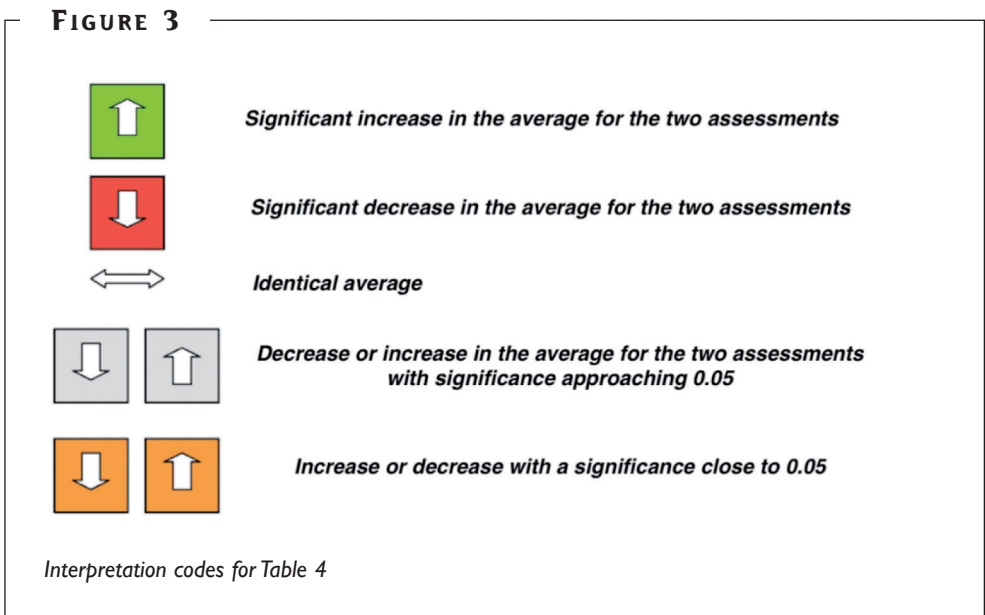 FIGURE 3
Significant increase in the average for the two assessments
Significant decrease in the average for the two assessments
Identical average
Decrease or increase in the average for the two assessments
with significance approaching 0.05
Increase or decrease with a significance close to 0.05
Interpretation codes for Table 4